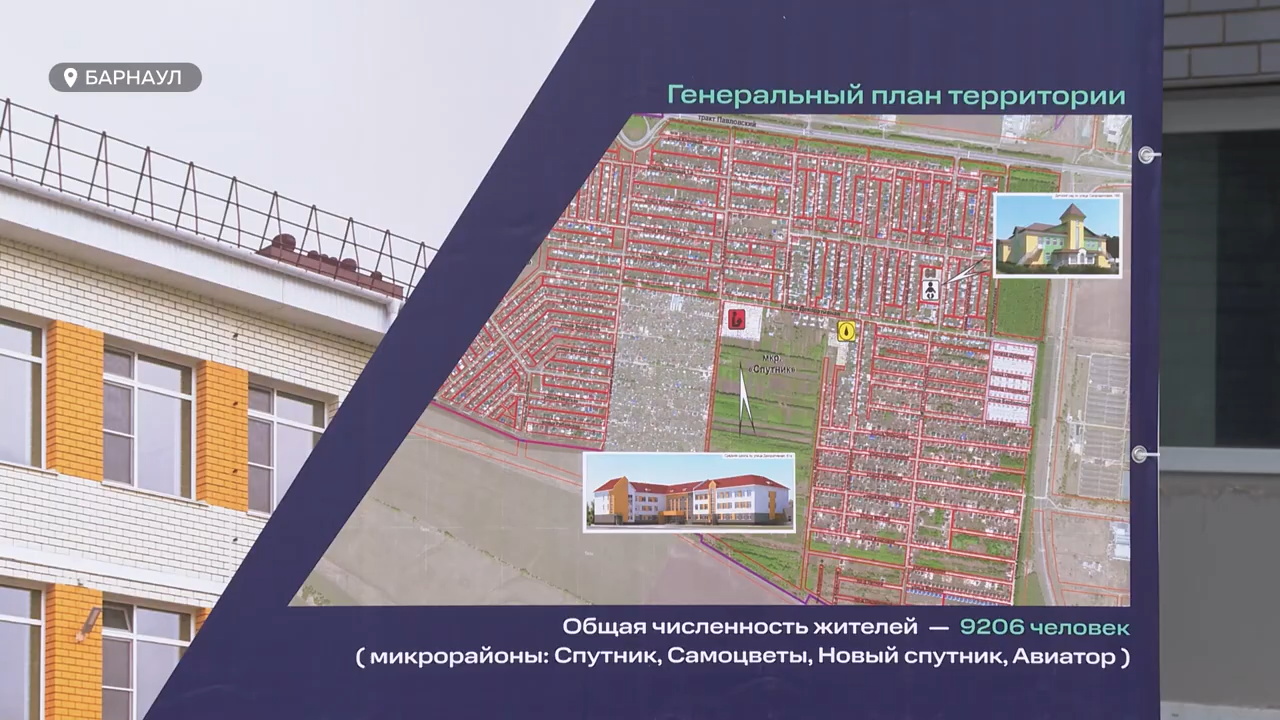 БАРНАУЛ
Генеральный план территории
тракт Павловский
мкр.
«Спутник»
Общая численность жителей — 9206 человек
( микрорайоны: Спутник, Самоцветы, Новый спутник, Авиатор )